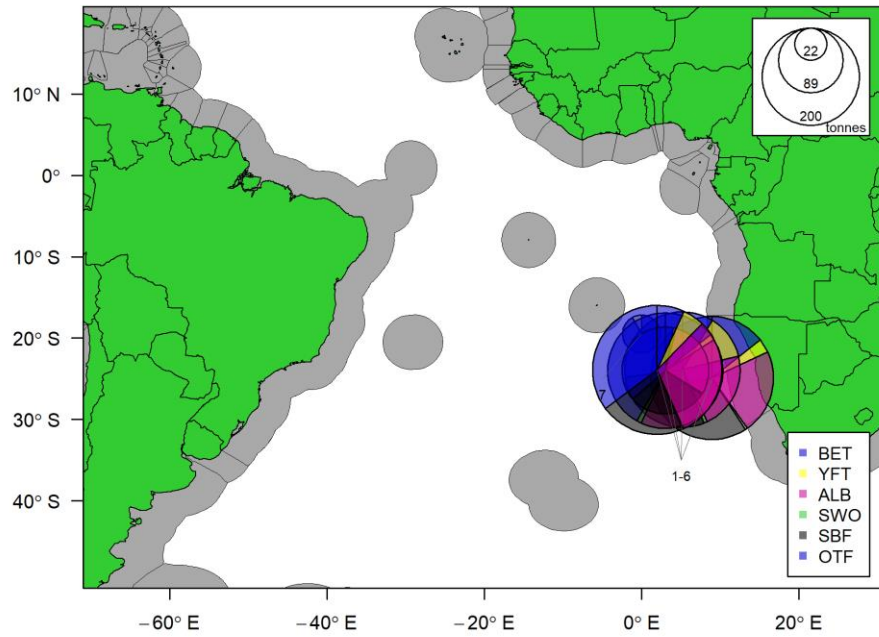 22
89
200
tonnes
10° N
0°
10° S
20° S
30° S
40° S
7
1-6
BET
YFT
ALB
SWO
SBF
OTF
−60° E
−40° E
−20° E
0° E
20° E